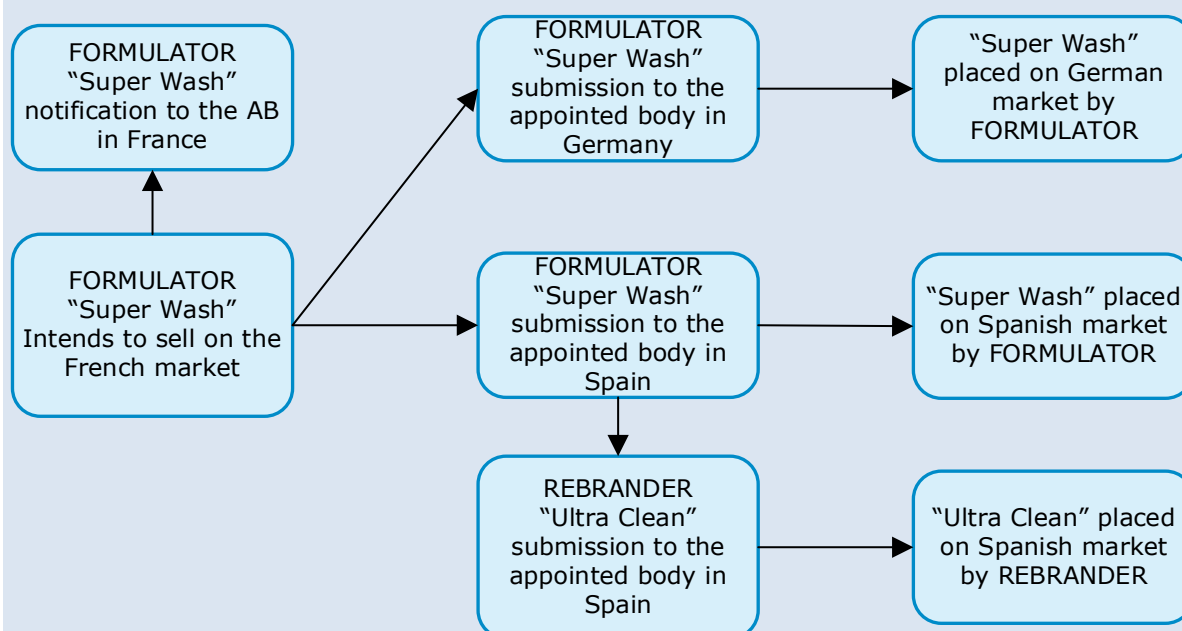 FORMULATOR
“Super Wash”
notification to the AB
in France
FORMULATOR
“Super Wash”
submission to the
appointed body in
Germany
“Super Wash”
placed on German
market by
FORMULATOR
FORMULATOR
“Super Wash”
Intends to sell on the
French market
FORMULATOR
“Super Wash”
submission to the
appointed body in
Spain
“Super Wash” placed
on Spanish market
by FORMULATOR
REBRANDER
“Ultra Clean”
submission to the
appointed body in
Spain
“Ultra Clean” placed
on Spanish market
by REBRANDER